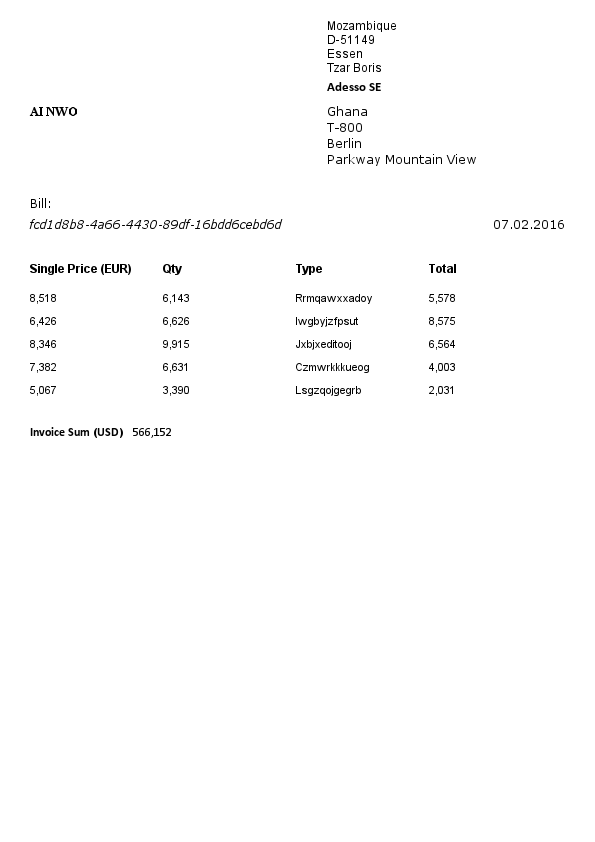 Mozambique
D-51149
Essen
Tzar Boris
Adesso SE
AI NWO
Ghana
T-800
Berlin
Parkway Mountain View
Bill:
fcd1d8b8-4a66-4430-89df-16bdd6cebd6d 07.02.2016
Single Price (EUR) Qty Type Total
8,518 6,143 Rrmqawxxadoy 5,578
6,426 6,626 Iwgbyjzfpsut 8,575
8,346 9,915 Jxbjxeditooj 6,564
7,382 6,631 Czmwrkkkueog 4,003
5,067 3,390 Lsgzqojgegrb 2,031
Invoice Sum (USD) 566,152